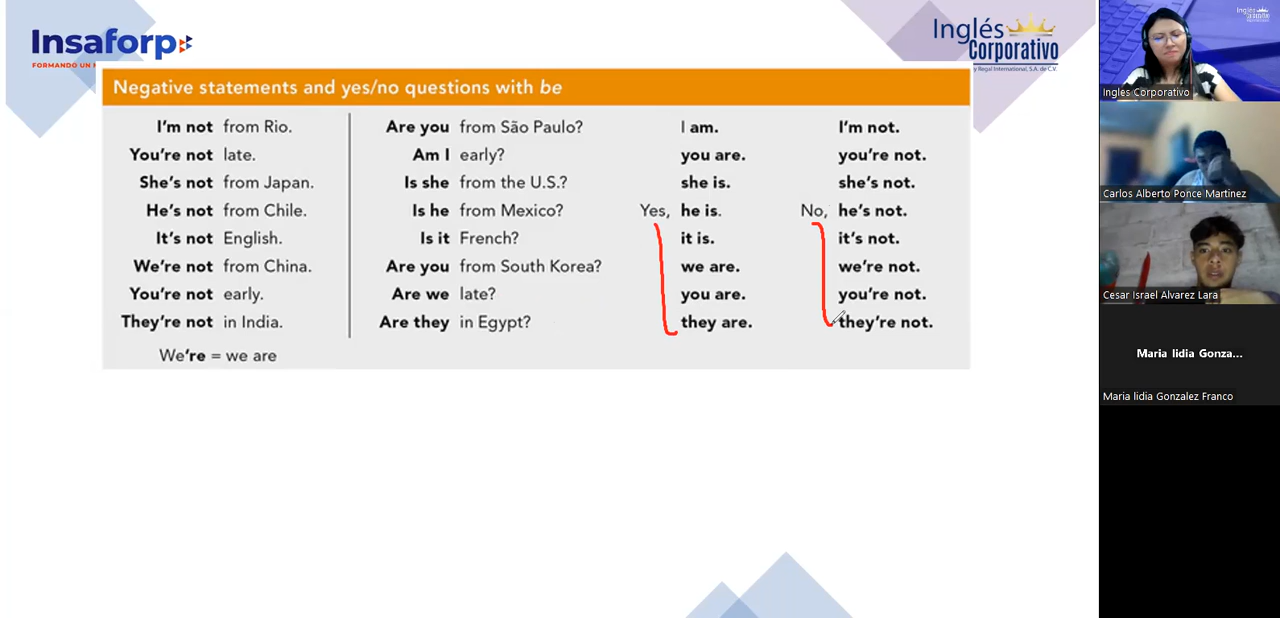 Insaforp
FORMANDO UN
Inglés
Corporativo
y Regal International, S.A. de C.V.
Negative statements and yes/no questions with be
I'm not from Rio. Are you from São Paulo? I am. I'm not.
You're not late. Am I early? you are. you're not.
She's not from Japan. Is she from the U.S.? she is. she's not.
He's not from Chile. Is he from Mexico? Yes, he is. No, he's not.
It's not English. Is it French? it is. it's not.
We're not from China. Are you from South Korea? we are. we're not.
You're not early. Are we late? you are. you're not.
They're not in India. Are they in Egypt? they are. they're not.
We're = we are
Ingles Corporativo
Carlos Alberto Ponce Martinez
Cesar Israel Alvarez Lara
Maria lidia Gonza...
Maria lidia Gonzalez Franco